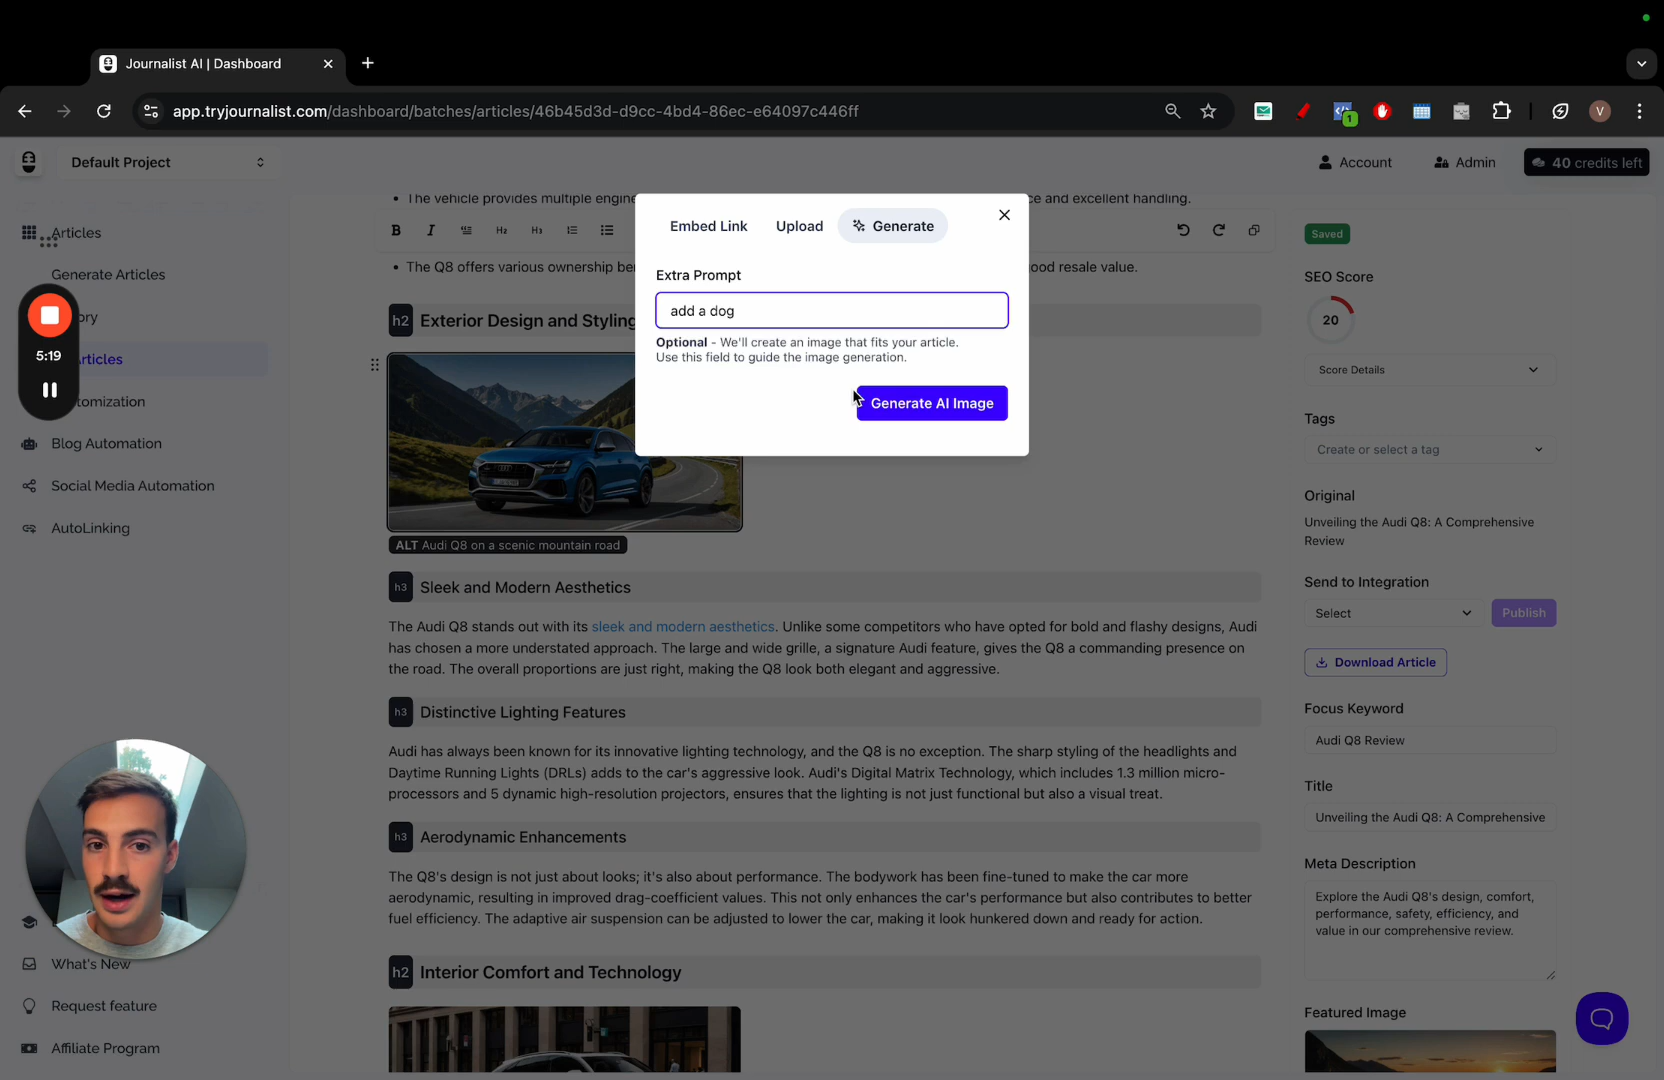 Journalist AI | Dashboard
app.tryjournalist.com/dashboard/batches/articles/46b45d3d-d9cc-4bd4-86ec-e64097c446ff
1
V
Default Project
Account
Admin
40 credits left
Articles
Generate Articles
ory
rticles
tomization
Blog Automation
Social Media Automation
AutoLinking
What's New
Request feature
Affiliate Program
5:19
The vehicle provides multiple engine
ce and excellent handling.
B
I
H2
H3
The Q8 offers various ownership be
ood resale value.
h2 Exterior Design and Styling
Embed Link
Upload
Generate
Extra Prompt
add a dog
Optional - We'll create an image that fits your article.
Use this field to guide the image generation.
Generate AI Image
ALT Audi Q8 on a scenic mountain road
h3 Sleek and Modern Aesthetics
The Audi Q8 stands out with its sleek and modern aesthetics. Unlike some competitors who have opted for bold and flashy designs, Audi
has chosen a more understated approach. The large and wide grille, a signature Audi feature, gives the Q8 a commanding presence on
the road. The overall proportions are just right, making the Q8 look both elegant and aggressive.
h3 Distinctive Lighting Features
Audi has always been known for its innovative lighting technology, and the Q8 is no exception. The sharp styling of the headlights and
Daytime Running Lights (DRLs) adds to the car's aggressive look. Audi's Digital Matrix Technology, which includes 1.3 million micro-
processors and 5 dynamic high-resolution projectors, ensures that the lighting is not just functional but also a visual treat.
h3 Aerodynamic Enhancements
The Q8's design is not just about looks; it's also about performance. The bodywork has been fine-tuned to make the car more
aerodynamic, resulting in improved drag-coefficient values. This not only enhances the car's performance but also contributes to better
fuel efficiency. The adaptive air suspension can be adjusted to lower the car, making it look hunkered down and ready for action.
h2 Interior Comfort and Technology
Saved
SEO Score
20
Score Details
Tags
Create or select a tag
Original
Unveiling the Audi Q8: A Comprehensive
Review
Send to Integration
Select
Publish
Download Article
Focus Keyword
Audi Q8 Review
Title
Unveiling the Audi Q8: A Comprehensive
Meta Description
Explore the Audi Q8's design, comfort,
performance, safety, efficiency, and
value in our comprehensive review.
Featured Image